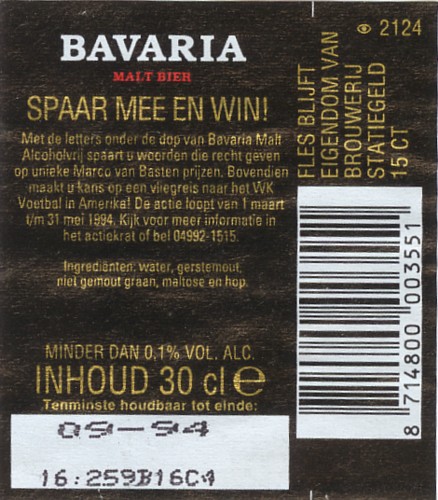 BAVARIA
MALT BIER
SPAAR MEE EN WIN!
Met de letters onder de dop van Bavaria Malt
Alcoholvrij spaart u woorden die recht geven
op unieke Marco van Basten prijzen. Bovendien
maakt u kans op een vliegreis naar het WK
Voetbal in Amerika! De actie loopt van 1 maart
t/m 31 mei 1994. Kijk voor meer informatie in
het actiekrat of bel 04992-1515.
Ingrediënten: water, gerstemout,
niet gemout graan, maltose en hop.
MINDER DAN 0,1% VOL. ALC.
INHOUD 30 cl e
Tenminste houdbaar tot einde:
09-94
16:259B16C4
2124
FLES BLIJFT
EIGENDOM VAN
BROUWERIJ
STATIEGELD
15 CT
8 714800 003551